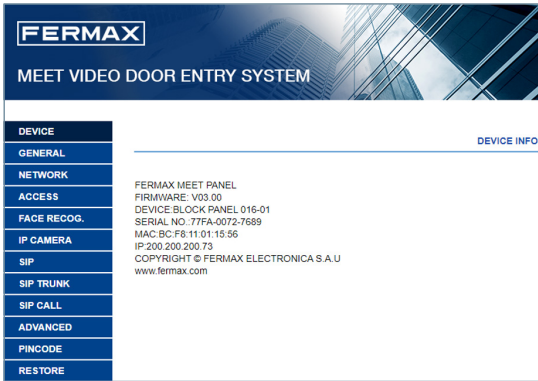 FERMAX
MEET VIDEO DOOR ENTRY SYSTEM
DEVICE
GENERAL
NETWORK
ACCESS
FACE RECOG.
IP CAMERA
SIP
SIP TRUNK
SIP CALL
ADVANCED
PINCODE
RESTORE
DEVICE INFO
FERMAX MEET PANEL
FIRMWARE: V03.00
DEVICE:BLOCK PANEL 016-01
SERIAL NO.:77FA-0072-7689
MAC:BC:F8:11:01:15:56
IP:200.200.200.73
COPYRIGHT © FERMAX ELECTRONICA S.A.U
www.fermax.com